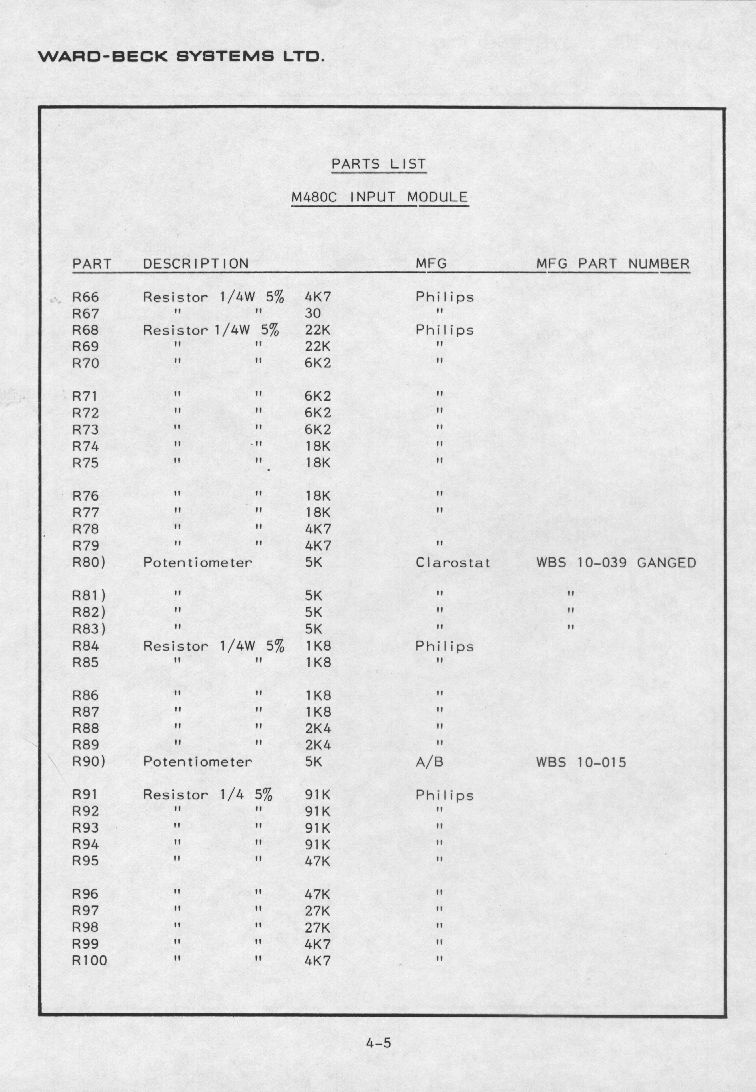 WARD-BECK SYSTEMS LTD.
PARTS LIST
M480C INPUT MODULE
PART DESCRIPTION MFG MFG PART NUMBER
R66 Resistor 1/4W 5% 4K7 Philips
R67 " " 30 "
R68 Resistor 1/4W 5% 22K Philips
R69 " " 22K "
R70 " " 6K2 "
R71 " " 6K2 "
R72 " " 6K2 "
R73 " " 6K2 "
R74 " " 18K "
R75 " " 18K "
R76 " " 18K "
R77 " " 18K "
R78 " " 4K7
R79 " " 4K7 "
R80) Potentiometer 5K Clarostat WBS 10-039 GANGED
R81) " 5K " "
R82) " 5K " "
R83) " 5K " "
R84 Resistor 1/4W 5% 1K8 Philips
R85 " " 1K8 "
R86 " " 1K8 "
R87 " " 1K8 "
R88 " " 2K4 "
R89 " " 2K4 "
R90) Potentiometer 5K A/B WBS 10-015
R91 Resistor 1/4 5% 91K Philips
R92 " " 91K "
R93 " " 91K "
R94 " " 91K "
R95 " " 47K "
R96 " " 47K "
R97 " " 27K "
R98 " " 27K "
R99 " " 4K7 "
R100 " " 4K7 "
4-5